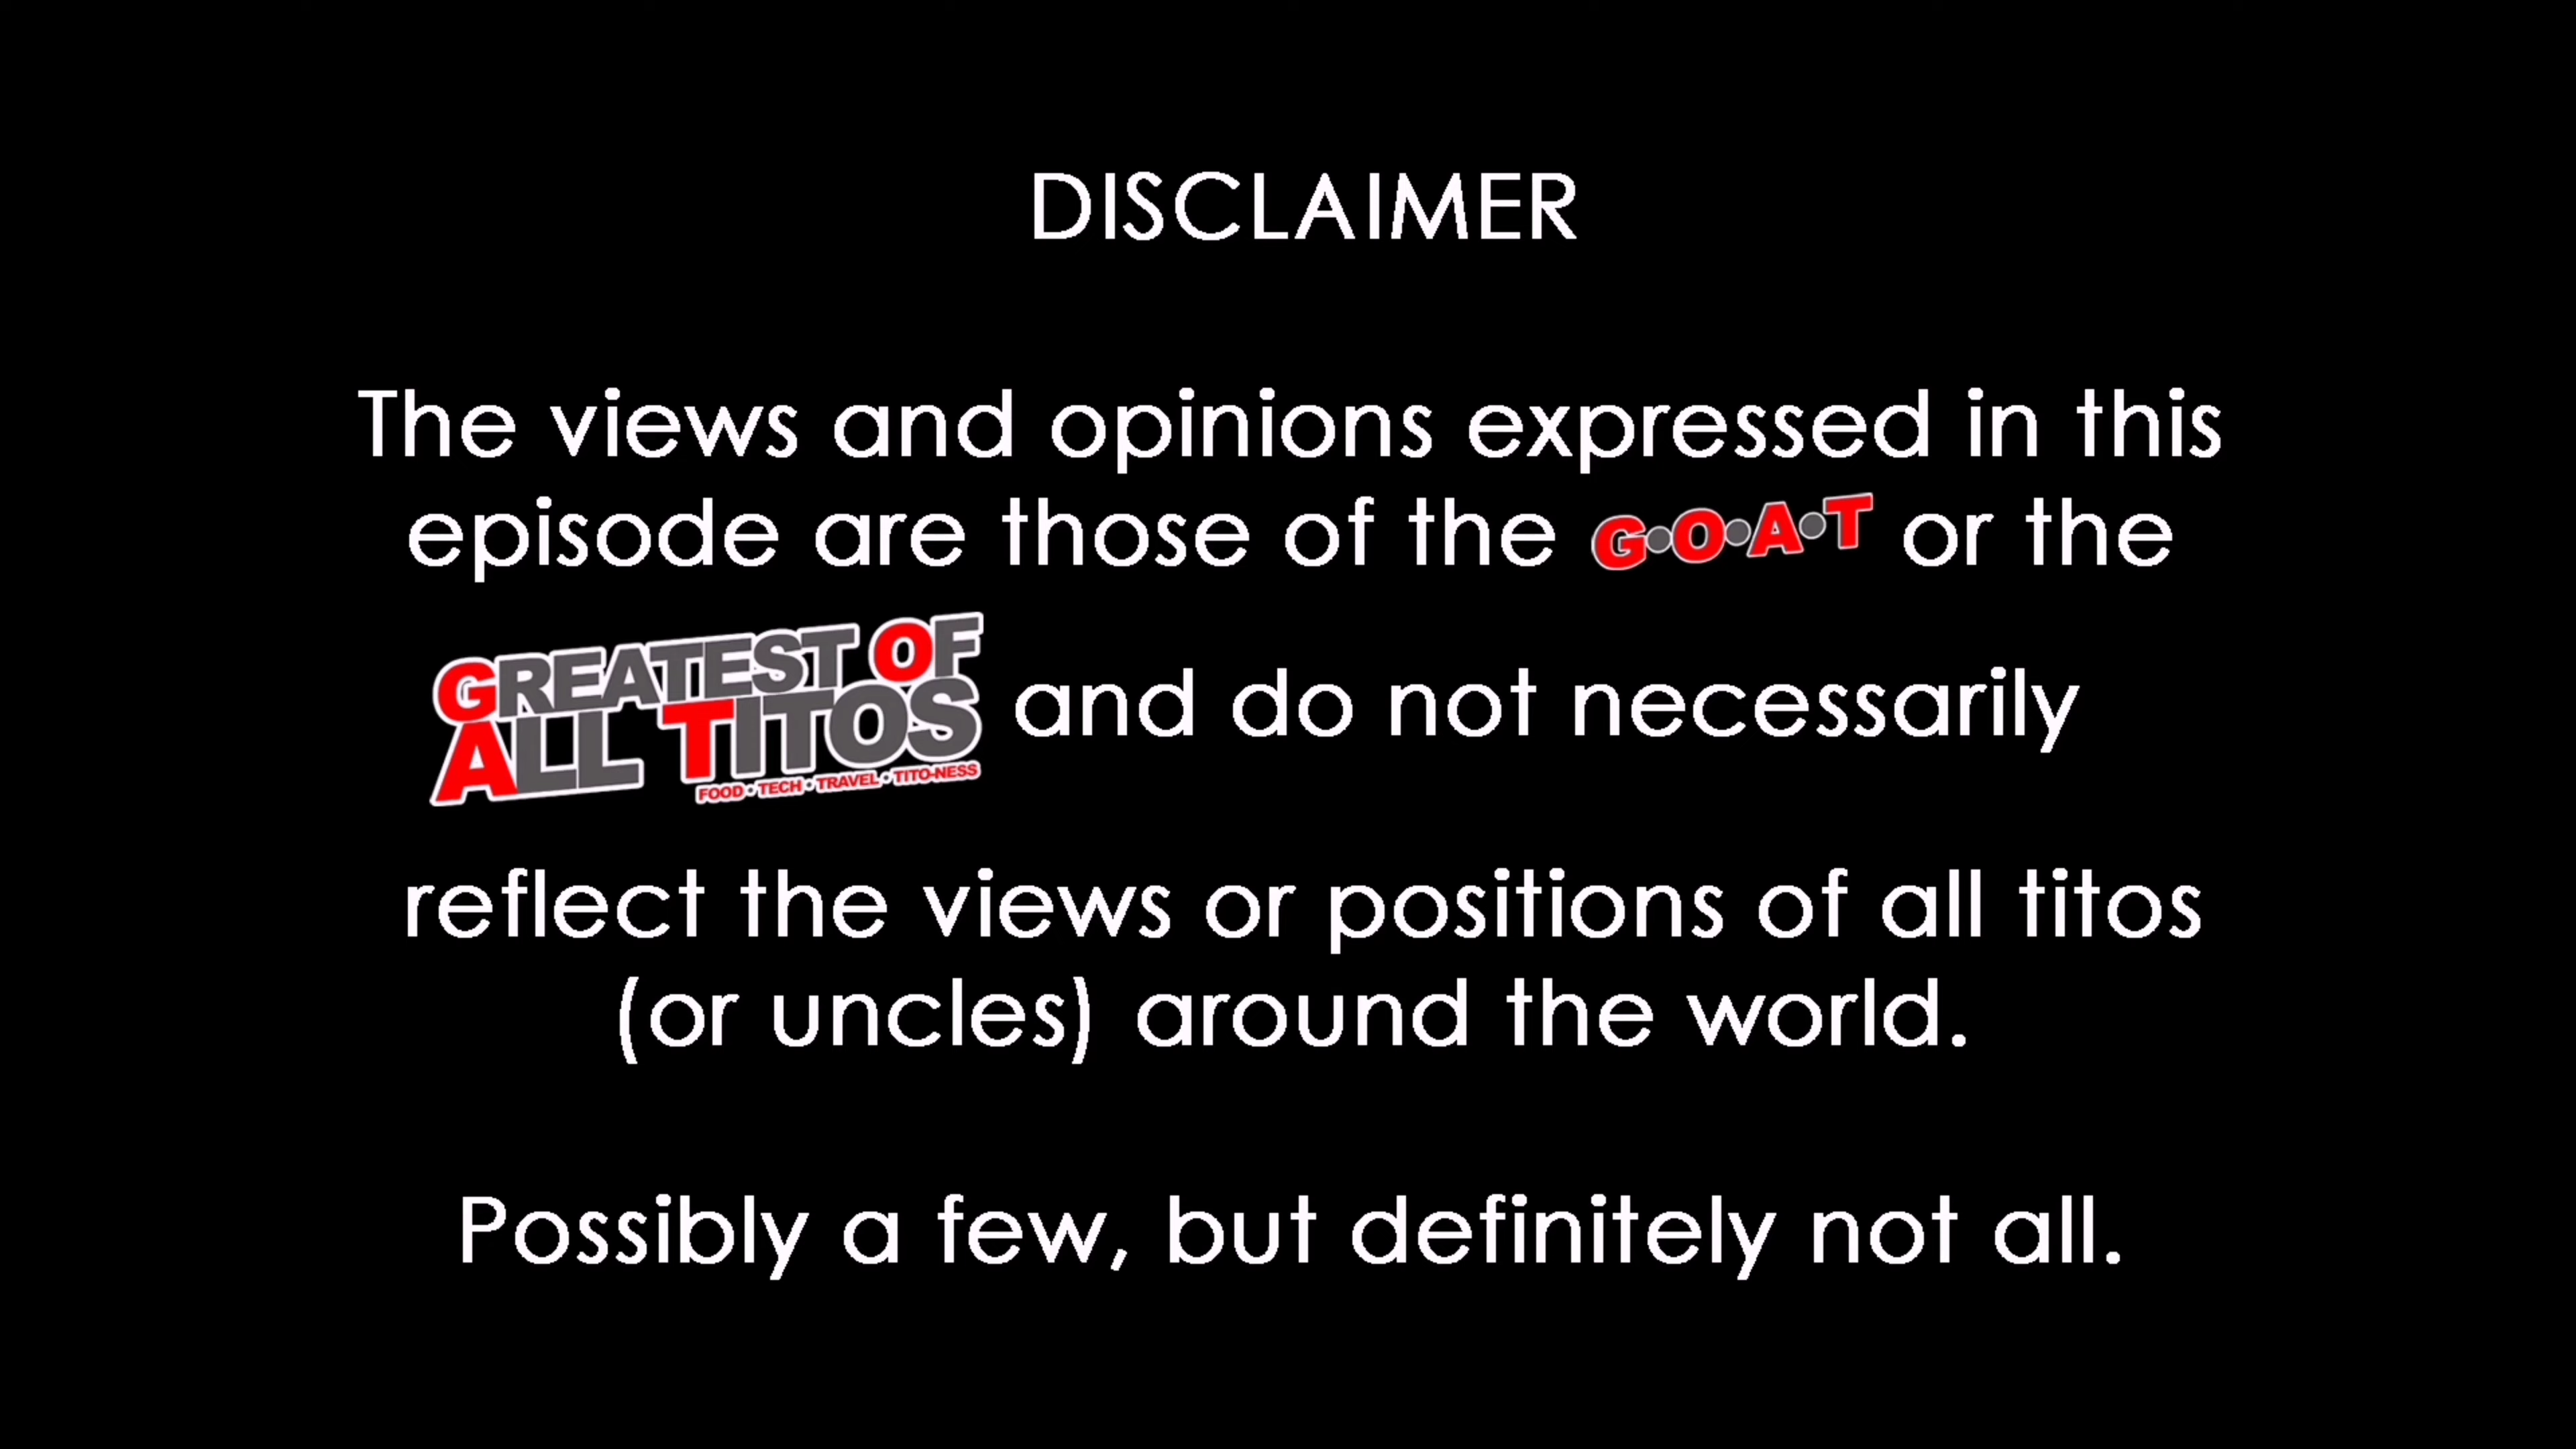 DISCLAIMER
The views and opinions expressed in this
episode are those of the G•O•A•T or the
GREATEST OF
ALL TITOS
FOOD • TECH • TRAVEL • TITO-NESS
and do not necessarily
reflect the views or positions of all titos
(or uncles) around the world.
Possibly a few, but definitely not all.